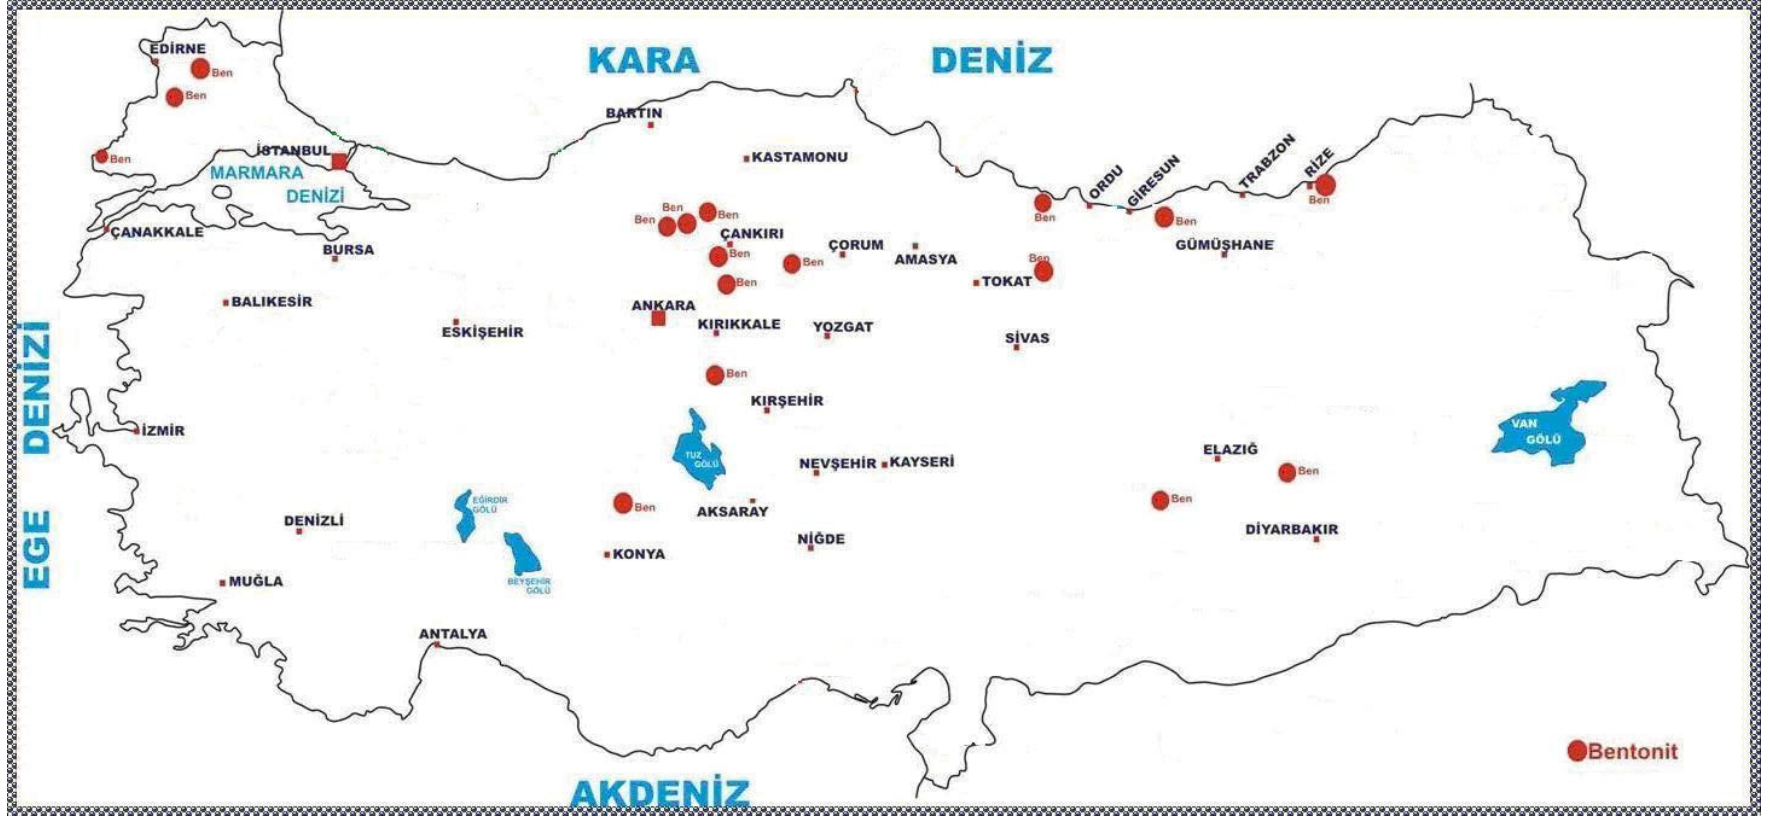 KARA DENİZ
EDİRNE
Ben
Ben
BARTIN
İSTANBUL
Ben
KASTAMONU
MARMARA
DENİZİ
ORDU
GİRESUN
TRABZON
RİZE
Ben
Ben
Ben
Ben
Ben
Ben
Ben
ÇANAKKALE
ÇANKIRI
BURSA
ÇORUM
AMASYA
GÜMÜŞHANE
Ben
Ben
Ben
Ben
TOKAT
BALIKESİR
ANKARA
ESKİŞEHİR
KIRIKKALE
YOZGAT
SİVAS
Ben
KIRŞEHİR
EGE DENİZİ
İZMİR
VAN
GÖLÜ
TUZ
GÖLÜ
NEVŞEHİR
KAYSERİ
ELAZIĞ
Ben
Ben
EĞİRDİR
GÖLÜ
Ben
AKSARAY
DENİZLİ
DİYARBAKIR
NİĞDE
KONYA
MUĞLA
BEYŞEHİR
GÖLÜ
ANTALYA
Bentonit
AKDENİZ